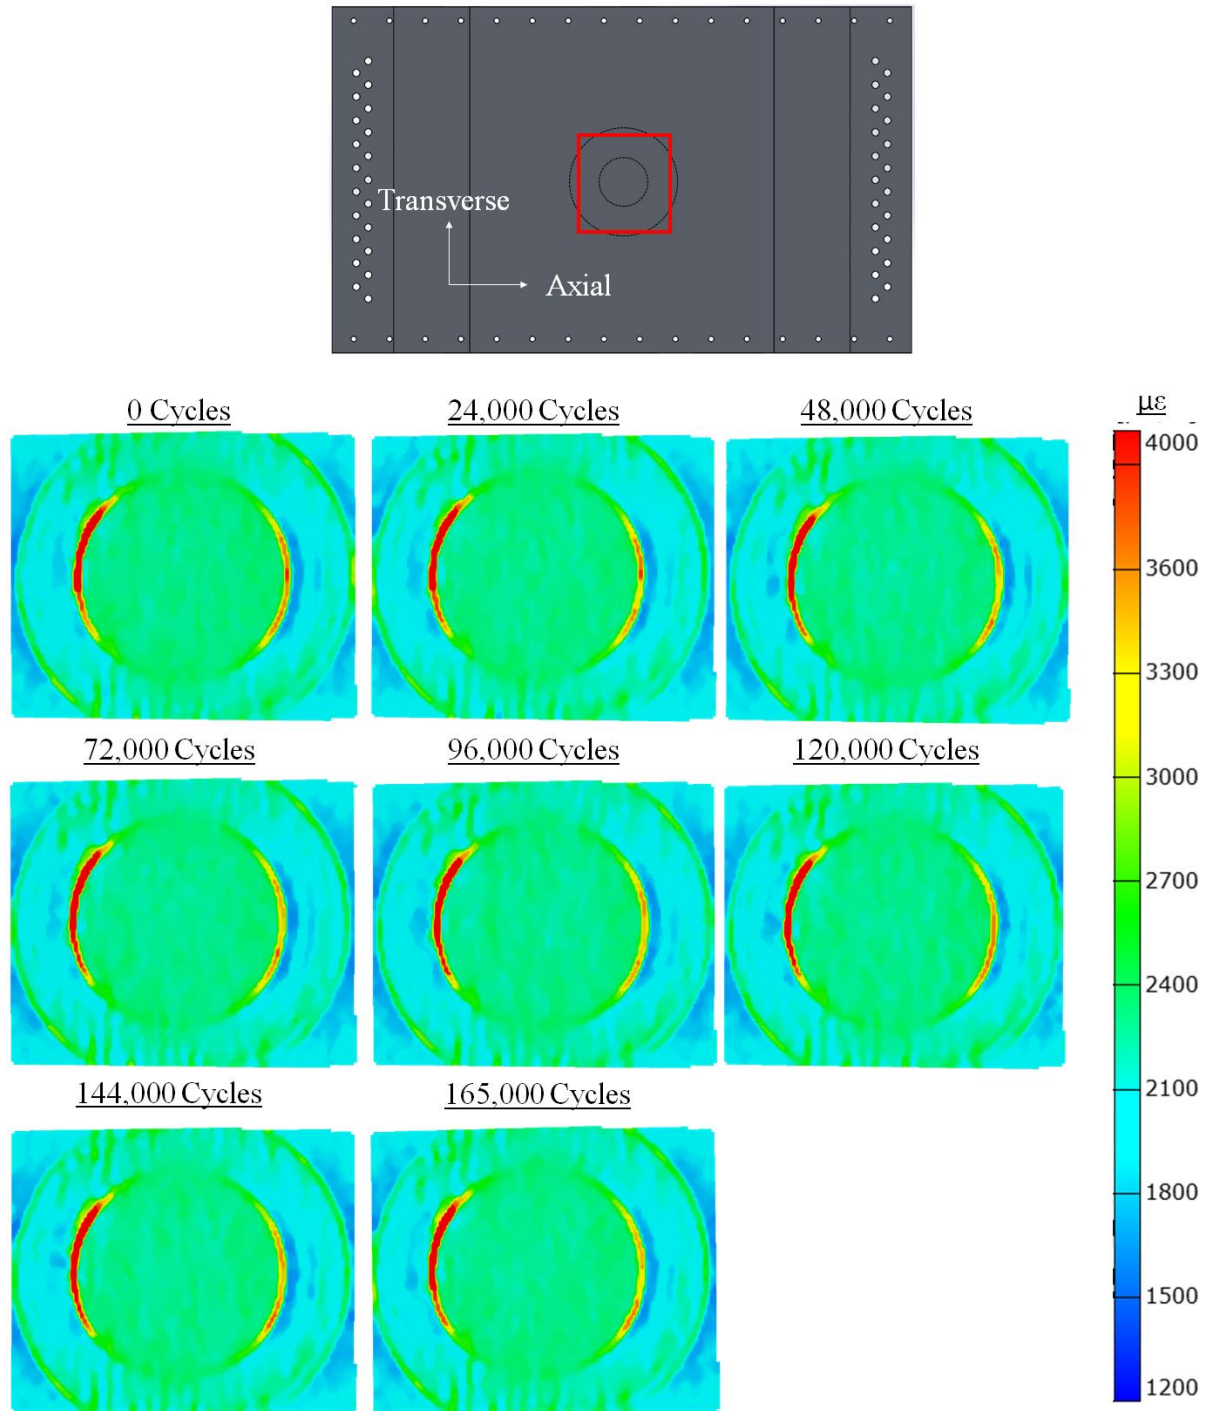 Transverse
Axial
0 Cycles
24,000 Cycles
48,000 Cycles
με
72,000 Cycles
96,000 Cycles
120,000 Cycles
144,000 Cycles
165,000 Cycles
4000
3600
3300
3000
2700
2400
2100
1800
1500
1200